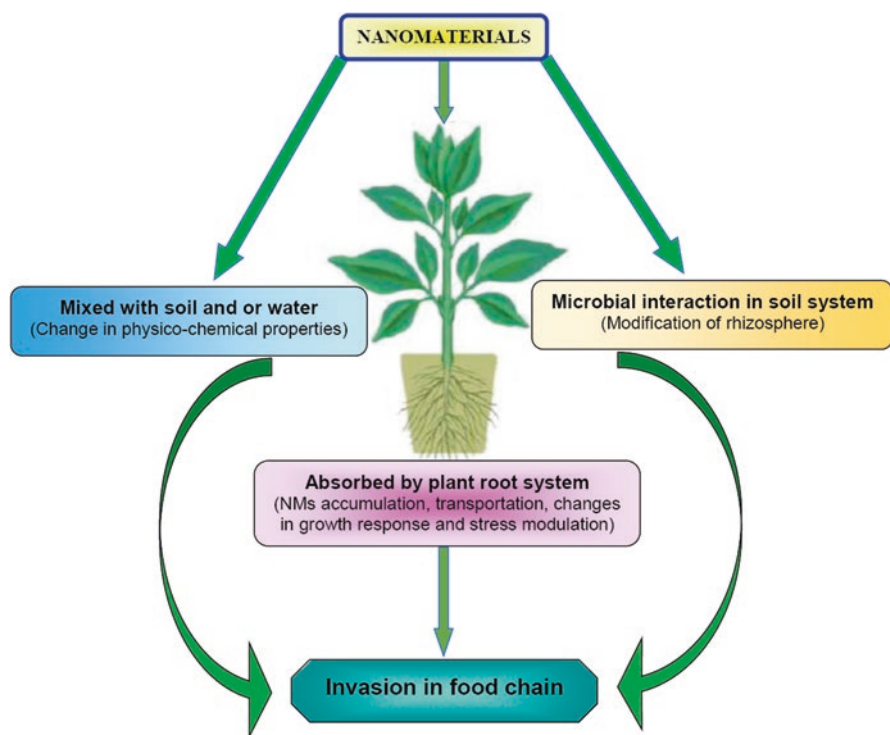 NANOMATERIALS
Mixed with soil and or water
(Change in physico-chemical properties)
Microbial interaction in soil system
(Modification of rhizosphere)
Absorbed by plant root system
(NMs accumulation, transportation, changes
in growth response and stress modulation)
Invasion in food chain